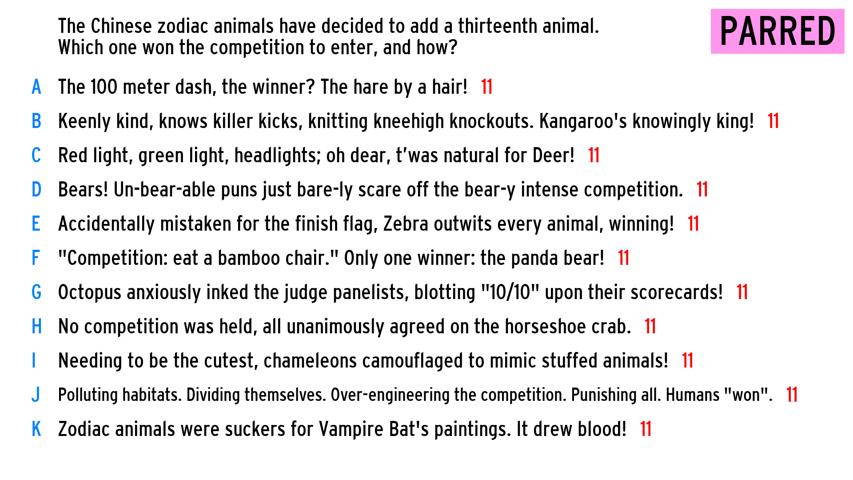 The Chinese zodiac animals have decided to add a thirteenth animal.
Which one won the competition to enter, and how?
PARRED
A The 100 meter dash, the winner? The hare by a hair! 11
B Keenly kind, knows killer kicks, knitting kneehigh knockouts. Kangaroo's knowingly king! 11
C Red light, green light, headlights; oh dear, t'was natural for Deer! 11
D Bears! Un-bear-able puns just bare-ly scare off the bear-y intense competition. 11
E Accidentally mistaken for the finish flag, Zebra outwits every animal, winning! 11
F "Competition: eat a bamboo chair." Only one winner: the panda bear! 11
G Octopus anxiously inked the judge panelists, blotting "10/10" upon their scorecards! 11
H No competition was held, all unanimously agreed on the horseshoe crab. 11
I Needing to be the cutest, chameleons camouflaged to mimic stuffed animals! 11
J Polluting habitats. Dividing themselves. Over-engineering the competition. Punishing all. Humans "won". 11
K Zodiac animals were suckers for Vampire Bat's paintings. It drew blood! 11